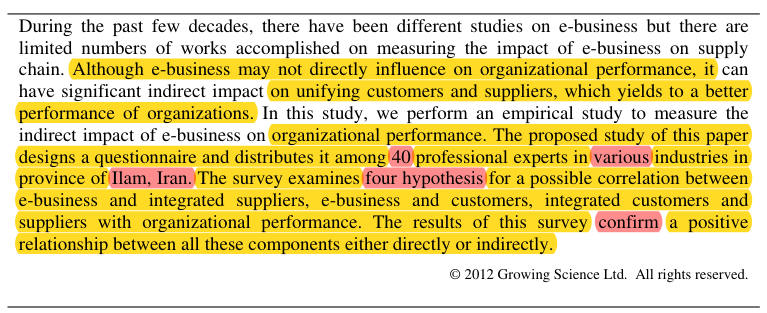 During the past few decades, there have been different studies on e-business but there are
limited numbers of works accomplished on measuring the impact of e-business on supply
chain. Although e-business may not directly influence on organizational performance, it can
have significant indirect impact on unifying customers and suppliers, which yields to a better
performance of organizations. In this study, we perform an empirical study to measure the
indirect impact of e-business on organizational performance. The proposed study of this paper
designs a questionnaire and distributes it among 40 professional experts in various industries in
province of Ilam, Iran. The survey examines four hypothesis for a possible correlation between
e-business and integrated suppliers, e-business and customers, integrated customers and
suppliers with organizational performance. The results of this survey confirm a positive
relationship between all these components either directly or indirectly.
© 2012 Growing Science Ltd. All rights reserved.